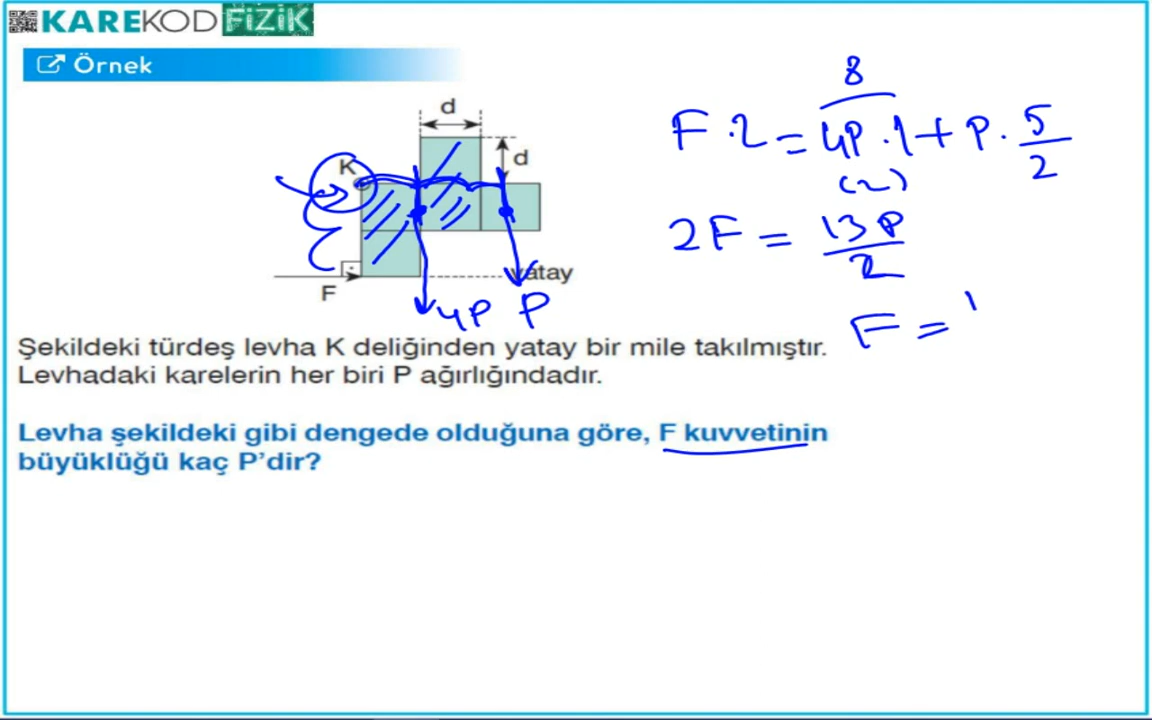 KAREKOD FİZİK
Örnek
d
d
K
F
yatay
4P P
Şekildeki türdeş levha K deliğinden yatay bir mile takılmıştır.
Levhadaki karelerin her biri P ağırlığındadır.
Levha şekildeki gibi dengede olduğuna göre, F kuvvetinin
büyüklüğü kaç P'dir?
8
F.2 = 4P.1 + P. 5/2
(2)
2F = 13P/2
F = 1